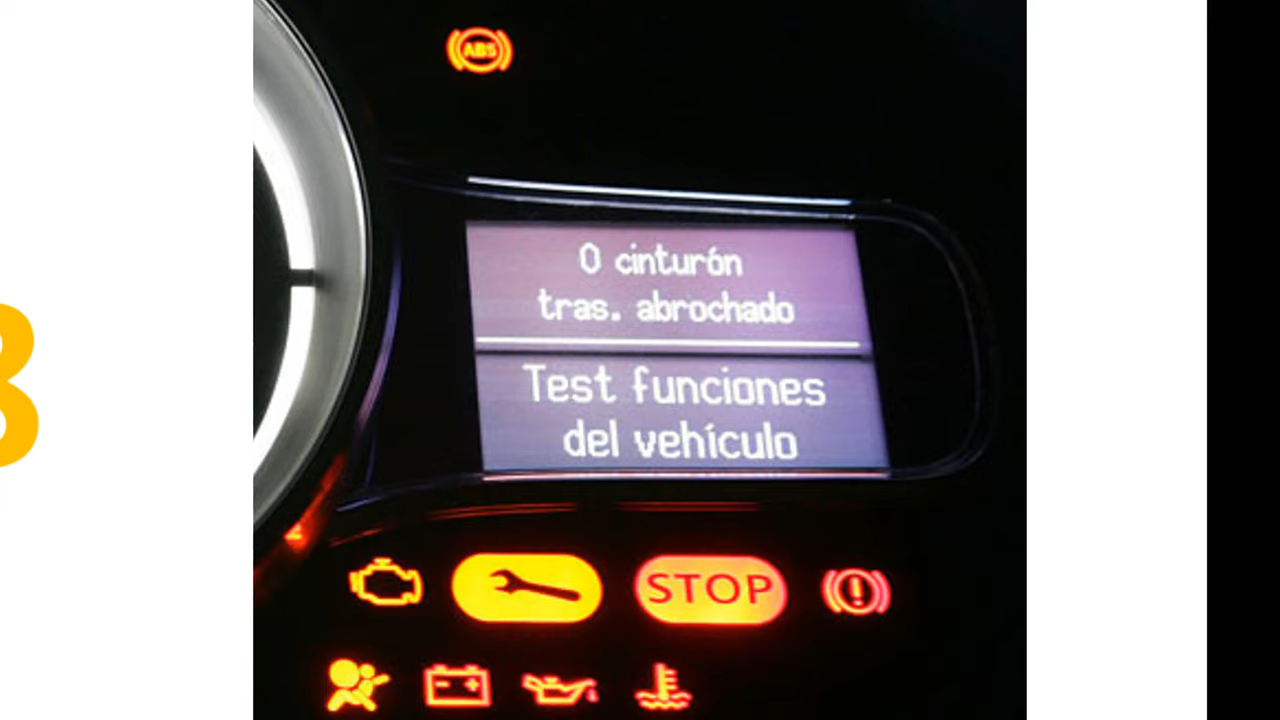 ABS
0 cinturón
tras. abrochado
Test funciones
del vehículo
STOP